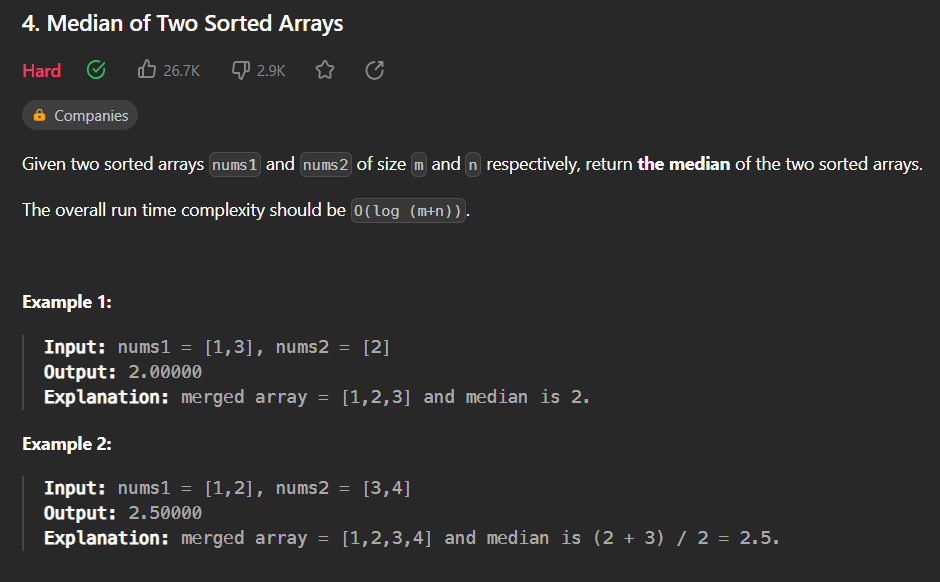 4. Median of Two Sorted Arrays
Hard 26.7K 2.9K
Companies
Given two sorted arrays nums1 and nums2 of size m and n respectively, return the median of the two sorted arrays.
The overall run time complexity should be O(log (m+n)).
Example 1:
Input: nums1 = [1,3], nums2 = [2]
Output: 2.00000
Explanation: merged array = [1,2,3] and median is 2.
Example 2:
Input: nums1 = [1,2], nums2 = [3,4]
Output: 2.50000
Explanation: merged array = [1,2,3,4] and median is (2 + 3) / 2 = 2.5.